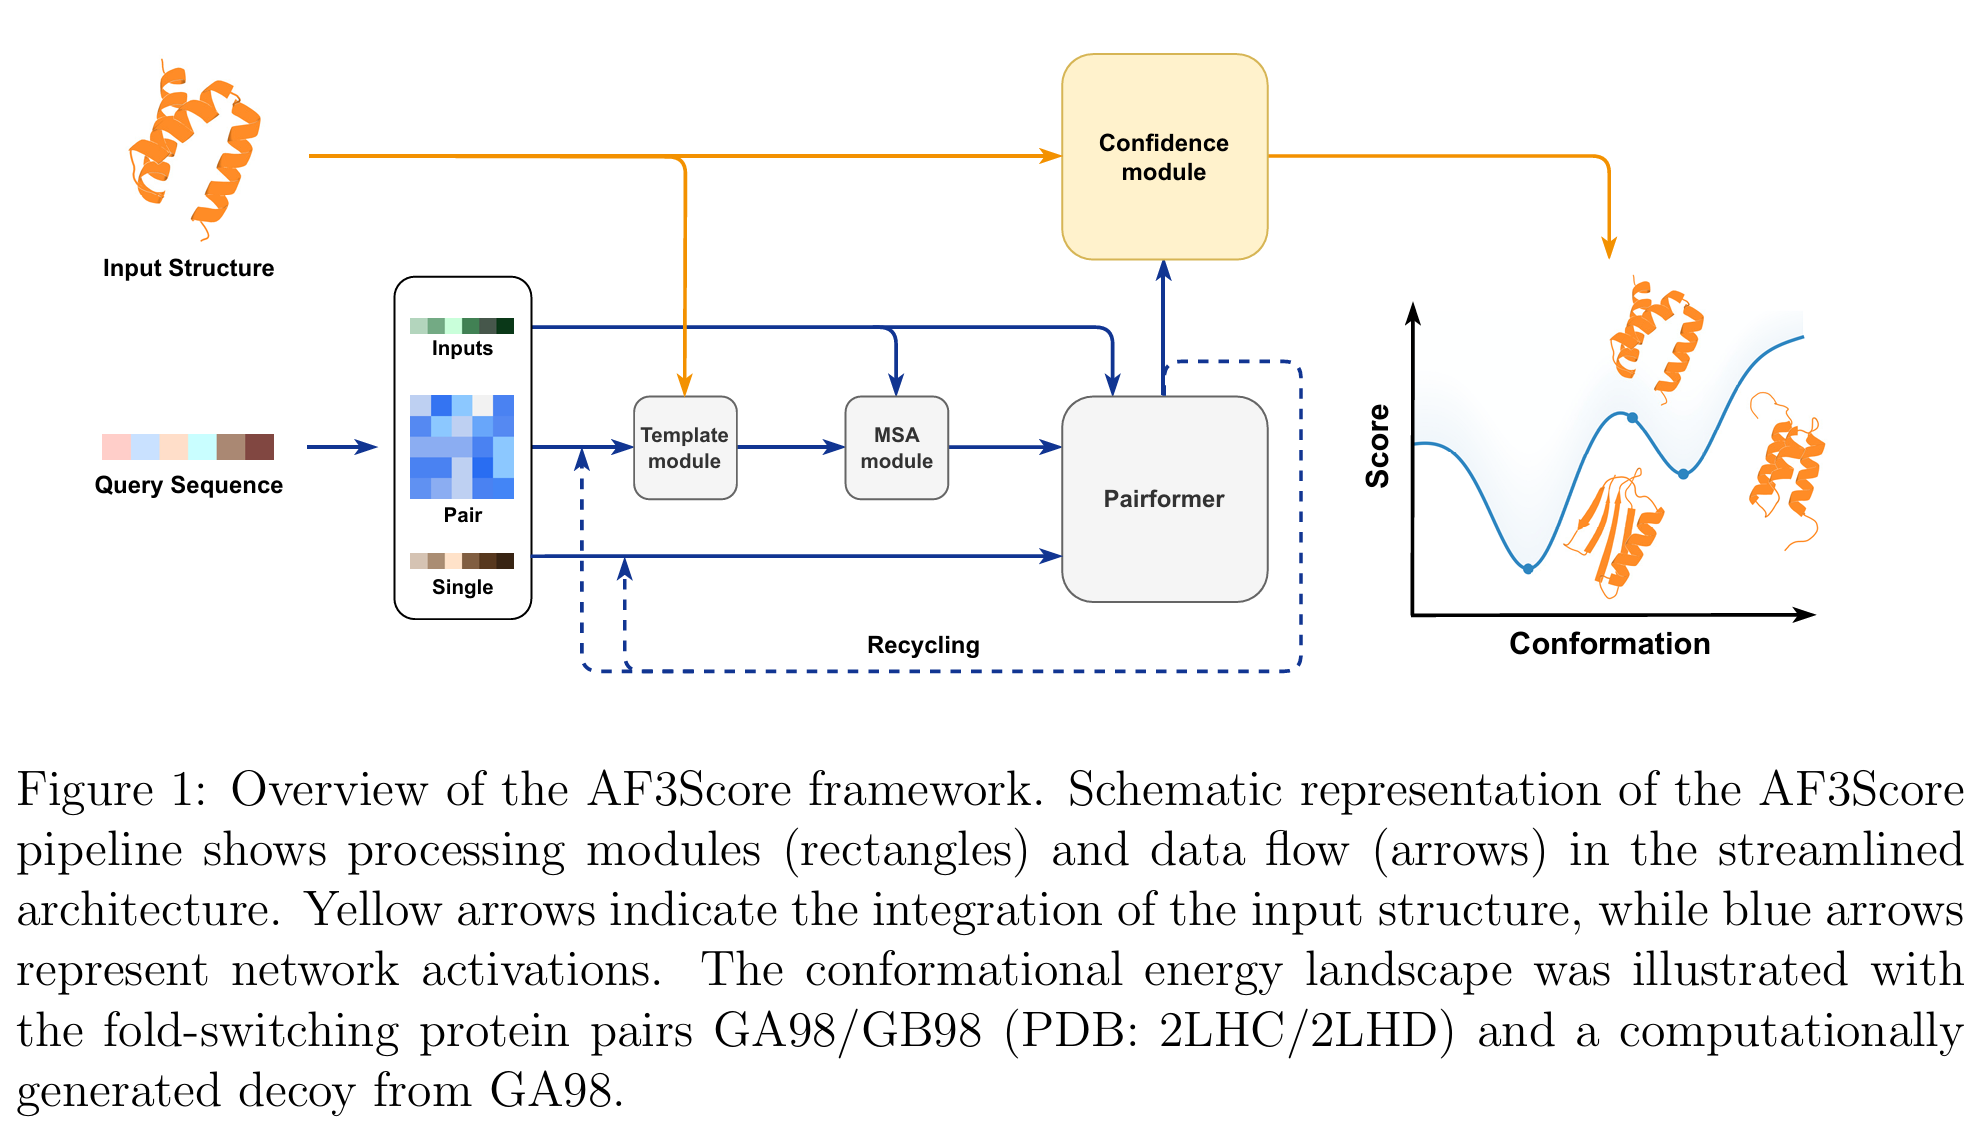 Input Structure
Query Sequence
Inputs
Pair
Single
Template
module
MSA
module
Pairformer
Confidence
module
Recycling
Score
Conformation
Figure 1: Overview of the AF3Score framework. Schematic representation of the AF3Score
pipeline shows processing modules (rectangles) and data flow (arrows) in the streamlined
architecture. Yellow arrows indicate the integration of the input structure, while blue arrows
represent network activations. The conformational energy landscape was illustrated with
the fold-switching protein pairs GA98/GB98 (PDB: 2LHC/2LHD) and a computationally
generated decoy from GA98.